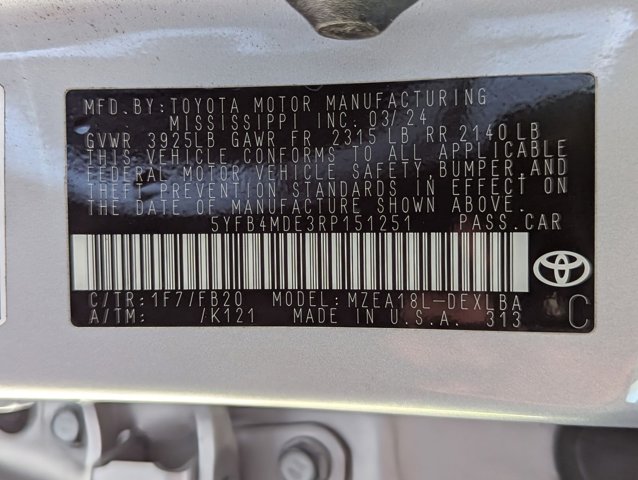 MFD. BY: TOYOTA MOTOR MANUFACTURING
MISSISSIPPI INC. 03/24
GVWR 3925LB GAWR FR 2315 LB RR 2140 LB
THIS VEHICLE CONFORMS TO ALL APPLICABLE
FEDERAL MOTOR VEHICLE SAFETY, BUMPER, AND
THEFT PREVENTION STANDARDS IN EFFECT ON
THE DATE OF MANUFACTURE SHOWN ABOVE.
5YFB4MDE3RP151251 PASS. CAR
C/TR: 1F7/FB20 MODEL: MZEA18L-DEXLBA
A/TM: /K121 MADE IN U.S.A. 313 C